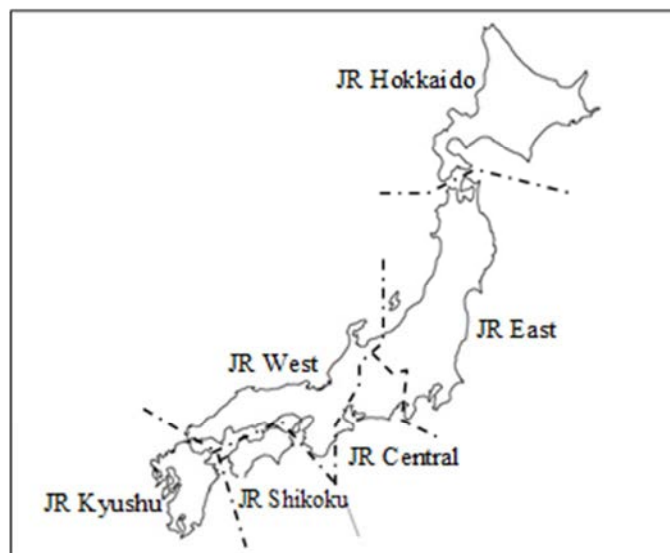 JR Hokkaido
JR East
JR West
JR Central
JR Shikoku
JR Kyushu